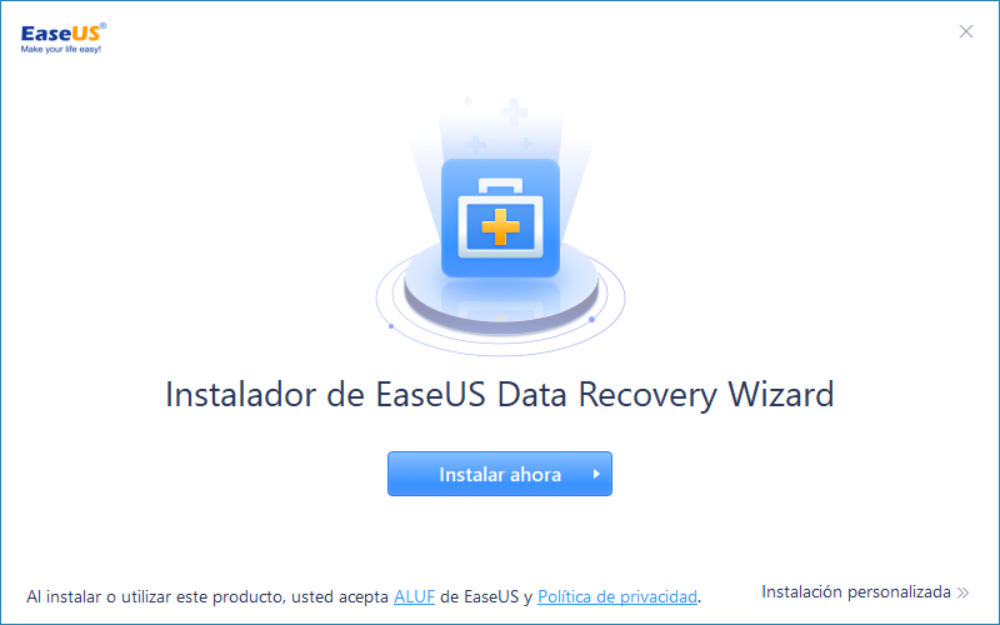 EaseUS®
Make your life easy!
Instalador de EaseUS Data Recovery Wizard
Instalar ahora
Al instalar o utilizar este producto, usted acepta ALUF de EaseUS y Política de privacidad.
Instalación personalizada »